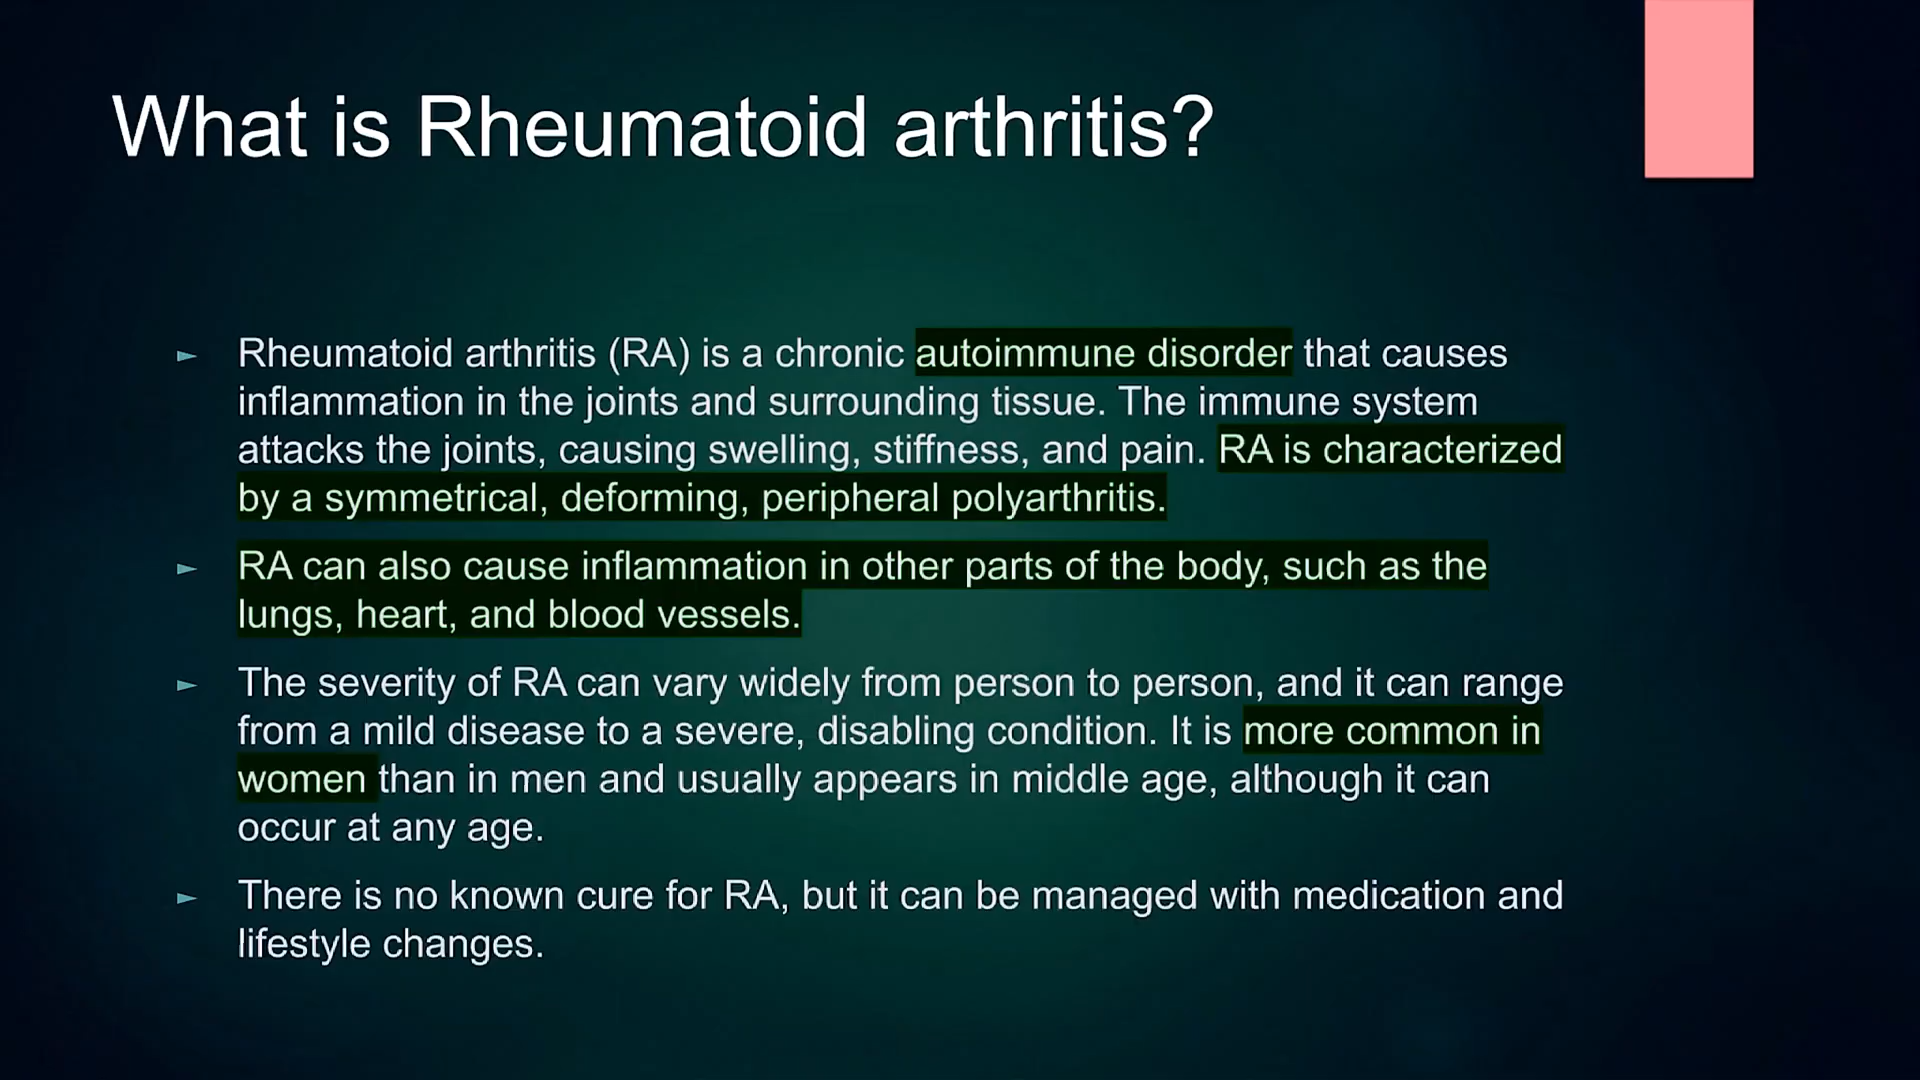 What is Rheumatoid arthritis?
► Rheumatoid arthritis (RA) is a chronic autoimmune disorder that causes
inflammation in the joints and surrounding tissue. The immune system
attacks the joints, causing swelling, stiffness, and pain. RA is characterized
by a symmetrical, deforming, peripheral polyarthritis.
► RA can also cause inflammation in other parts of the body, such as the
lungs, heart, and blood vessels.
► The severity of RA can vary widely from person to person, and it can range
from a mild disease to a severe, disabling condition. It is more common in
women than in men and usually appears in middle age, although it can
occur at any age.
► There is no known cure for RA, but it can be managed with medication and
lifestyle changes.